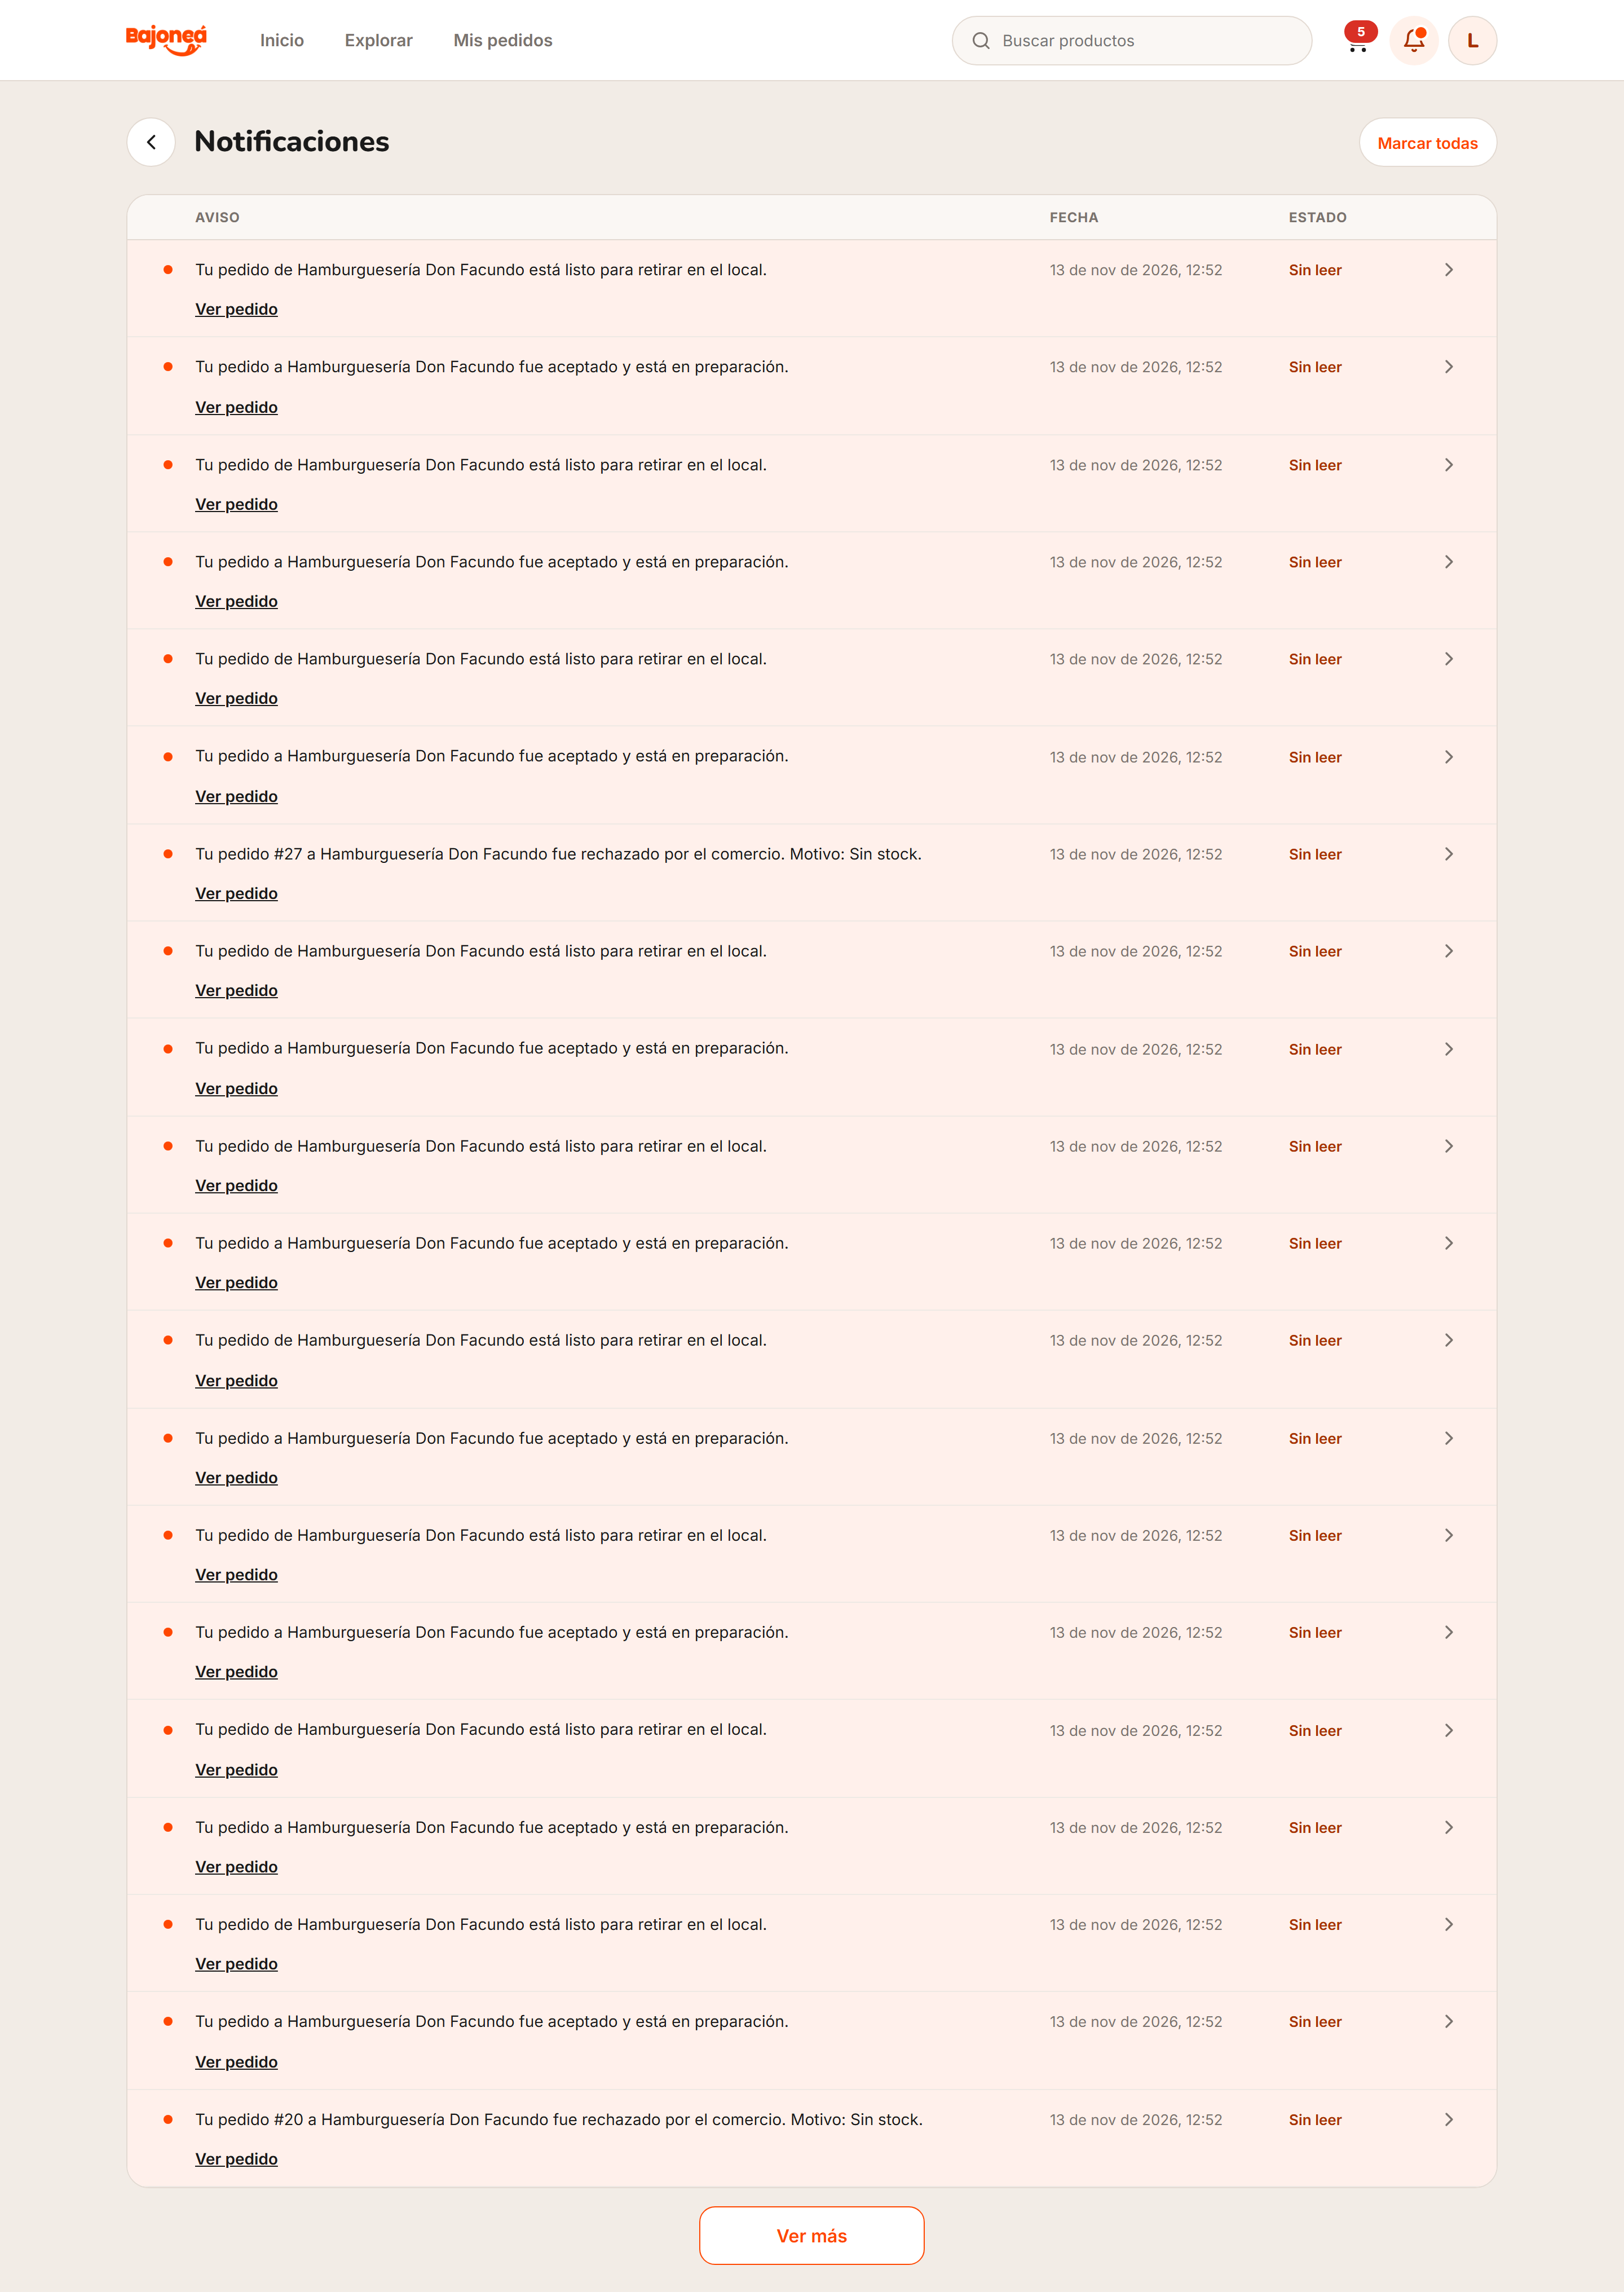 Bajoneá
Inicio Explorar Mis pedidos Buscar productos 5 L
Notificaciones Marcar todas
AVISO FECHA ESTADO
Tu pedido de Hamburguesería Don Facundo está listo para retirar en el local. 13 de nov de 2026, 12:52 Sin leer
Ver pedido
Tu pedido a Hamburguesería Don Facundo fue aceptado y está en preparación. 13 de nov de 2026, 12:52 Sin leer
Ver pedido
Tu pedido de Hamburguesería Don Facundo está listo para retirar en el local. 13 de nov de 2026, 12:52 Sin leer
Ver pedido
Tu pedido a Hamburguesería Don Facundo fue aceptado y está en preparación. 13 de nov de 2026, 12:52 Sin leer
Ver pedido
Tu pedido de Hamburguesería Don Facundo está listo para retirar en el local. 13 de nov de 2026, 12:52 Sin leer
Ver pedido
Tu pedido a Hamburguesería Don Facundo fue aceptado y está en preparación. 13 de nov de 2026, 12:52 Sin leer
Ver pedido
Tu pedido #27 a Hamburguesería Don Facundo fue rechazado por el comercio. Motivo: Sin stock. 13 de nov de 2026, 12:52 Sin leer
Ver pedido
Tu pedido de Hamburguesería Don Facundo está listo para retirar en el local. 13 de nov de 2026, 12:52 Sin leer
Ver pedido
Tu pedido a Hamburguesería Don Facundo fue aceptado y está en preparación. 13 de nov de 2026, 12:52 Sin leer
Ver pedido
Tu pedido de Hamburguesería Don Facundo está listo para retirar en el local. 13 de nov de 2026, 12:52 Sin leer
Ver pedido
Tu pedido a Hamburguesería Don Facundo fue aceptado y está en preparación. 13 de nov de 2026, 12:52 Sin leer
Ver pedido
Tu pedido de Hamburguesería Don Facundo está listo para retirar en el local. 13 de nov de 2026, 12:52 Sin leer
Ver pedido
Tu pedido a Hamburguesería Don Facundo fue aceptado y está en preparación. 13 de nov de 2026, 12:52 Sin leer
Ver pedido
Tu pedido de Hamburguesería Don Facundo está listo para retirar en el local. 13 de nov de 2026, 12:52 Sin leer
Ver pedido
Tu pedido a Hamburguesería Don Facundo fue aceptado y está en preparación. 13 de nov de 2026, 12:52 Sin leer
Ver pedido
Tu pedido de Hamburguesería Don Facundo está listo para retirar en el local. 13 de nov de 2026, 12:52 Sin leer
Ver pedido
Tu pedido a Hamburguesería Don Facundo fue aceptado y está en preparación. 13 de nov de 2026, 12:52 Sin leer
Ver pedido
Tu pedido de Hamburguesería Don Facundo está listo para retirar en el local. 13 de nov de 2026, 12:52 Sin leer
Ver pedido
Tu pedido a Hamburguesería Don Facundo fue aceptado y está en preparación. 13 de nov de 2026, 12:52 Sin leer
Ver pedido
Tu pedido #20 a Hamburguesería Don Facundo fue rechazado por el comercio. Motivo: Sin stock. 13 de nov de 2026, 12:52 Sin leer
Ver pedido
Ver más